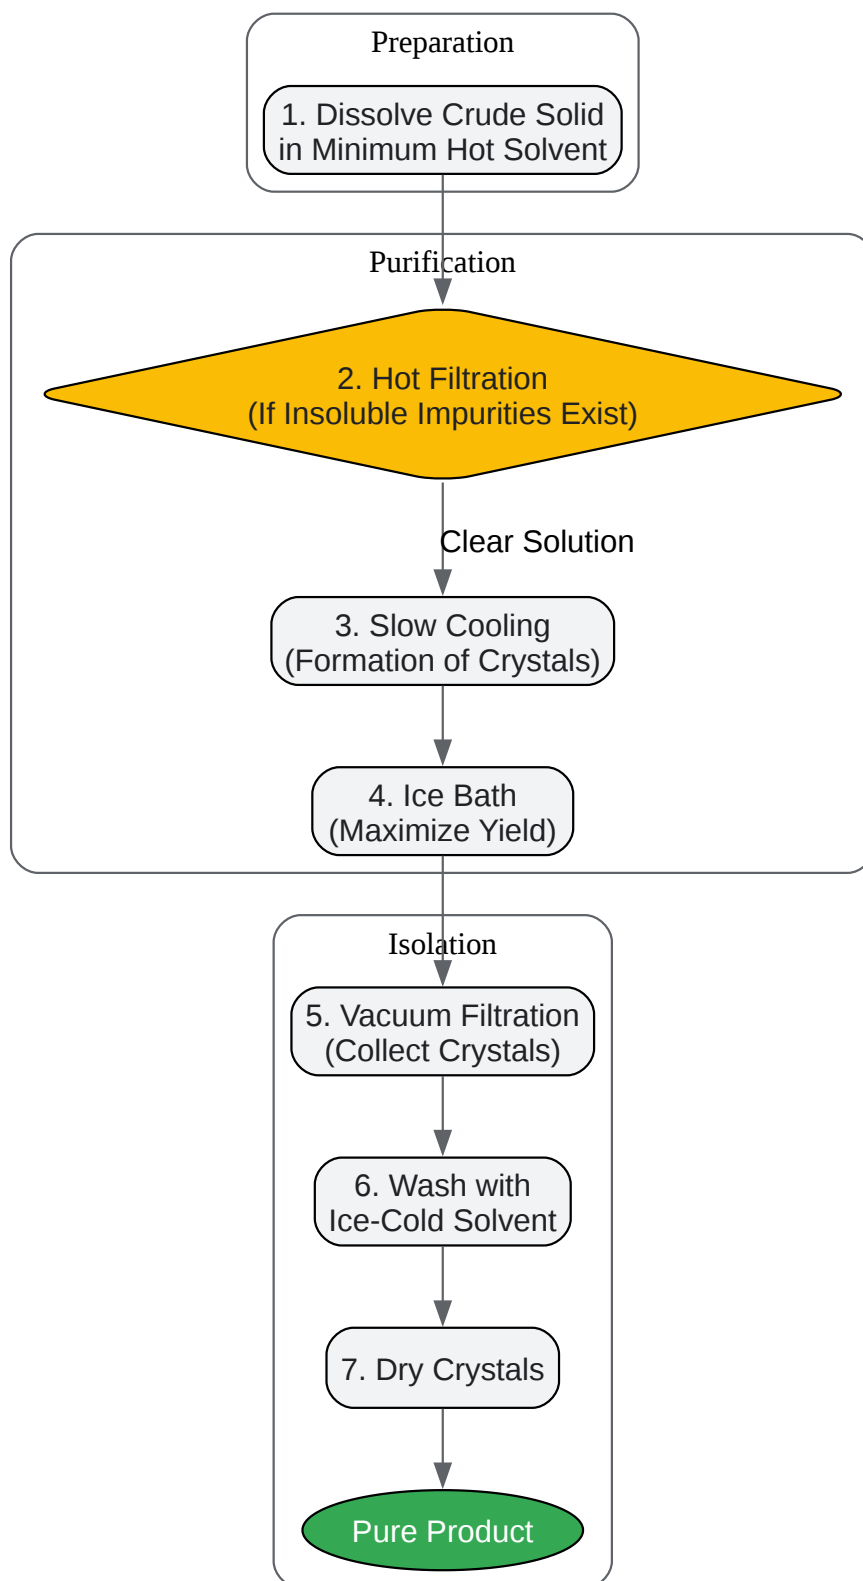 Preparation
1. Dissolve Crude Solid
in Minimum Hot Solvent
Purification
2. Hot Filtration
(If Insoluble Impurities Exist)
Clear Solution
3. Slow Cooling
(Formation of Crystals)
4. Ice Bath
(Maximize Yield)
Isolation
5. Vacuum Filtration
(Collect Crystals)
6. Wash with
Ice-Cold Solvent
7. Dry Crystals
Pure Product